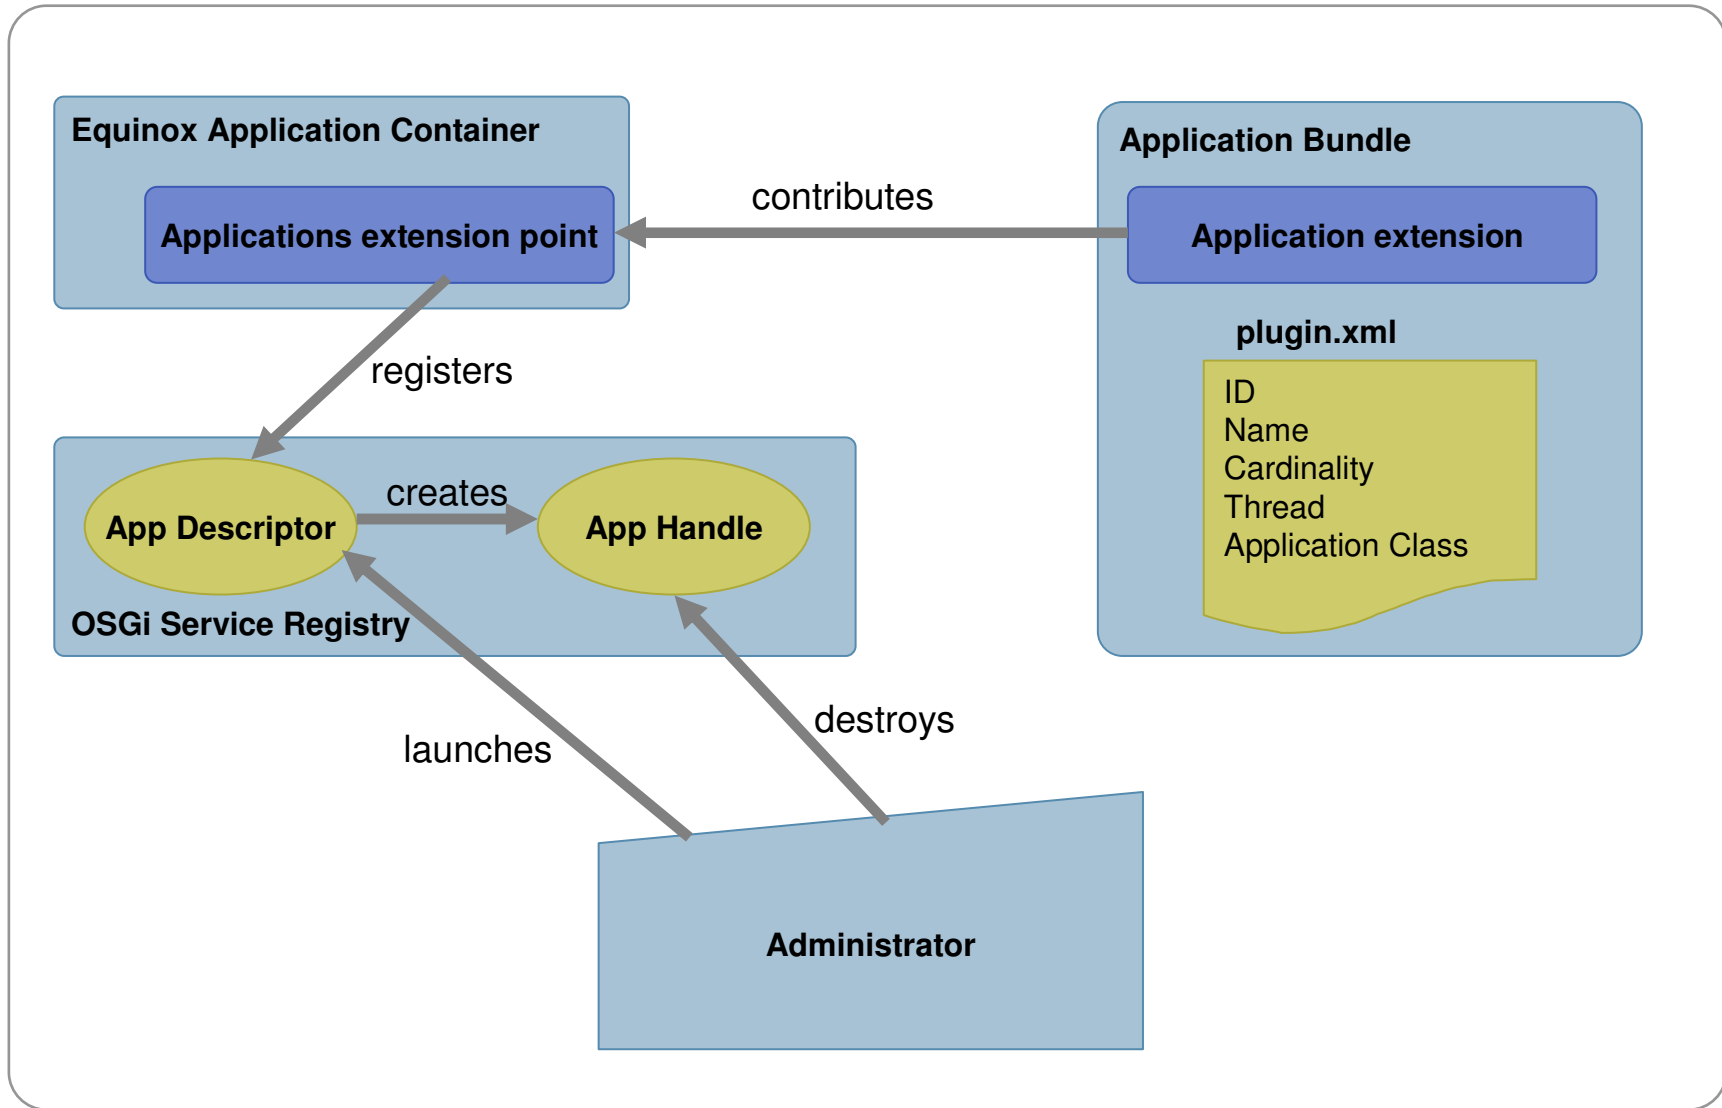 Equinox Application Container
Applications extension point
contributes
Application Bundle
Application extension
plugin.xml
ID
Name
Cardinality
Thread
Application Class
registers
App Descriptor
creates
App Handle
OSGi Service Registry
launches
destroys
Administrator